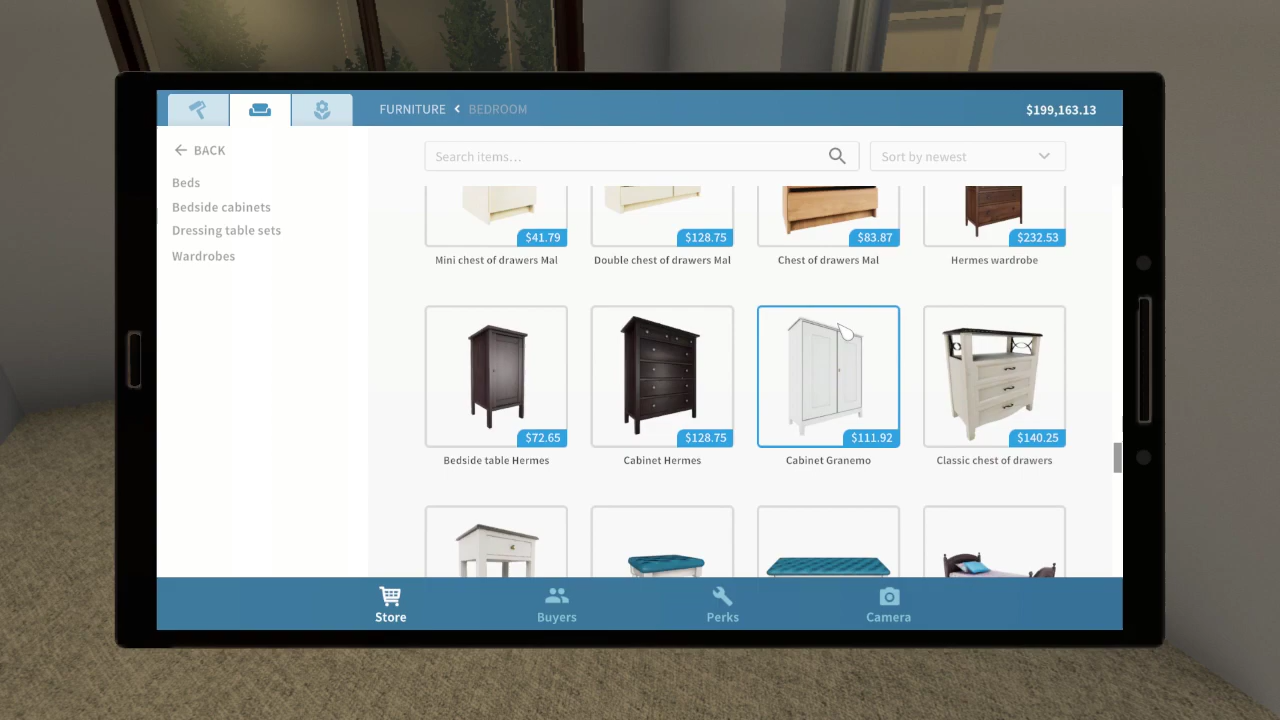 FURNITURE < BEDROOM
$199,163.13
BACK
Search items...
Sort by newest
Beds
Bedside cabinets
Dressing table sets
Wardrobes
$41.79
$128.75
$83.87
$232.53
Mini chest of drawers Mal
Double chest of drawers Mal
Chest of drawers Mal
Hermes wardrobe
$72.65
$128.75
$111.92
$140.25
Bedside table Hermes
Cabinet Hermes
Cabinet Granemo
Classic chest of drawers
Store
Buyers
Perks
Camera